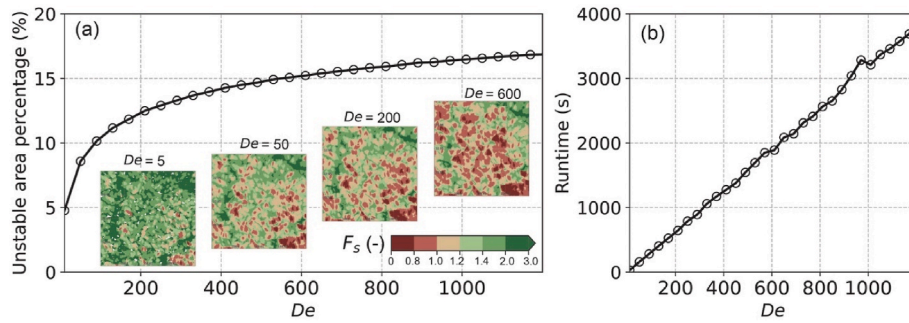 (a)
Unstable area percentage (%)
20
15
10
5
0
De = 5
De = 50
De = 200
De = 600
Fs (-)
0 0.8 1.0 1.2 1.4 2.0 3.0
200 400 600 800 1000
De
(b)
Runtime (s)
4000
3000
2000
1000
0
200 400 600 800 1000
De